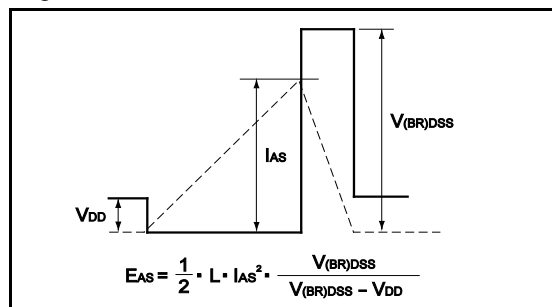 V(BR)DSS
IAS
VDD
EAS = 1/2 · L · IAS² · V(BR)DSS / (V(BR)DSS – VDD)